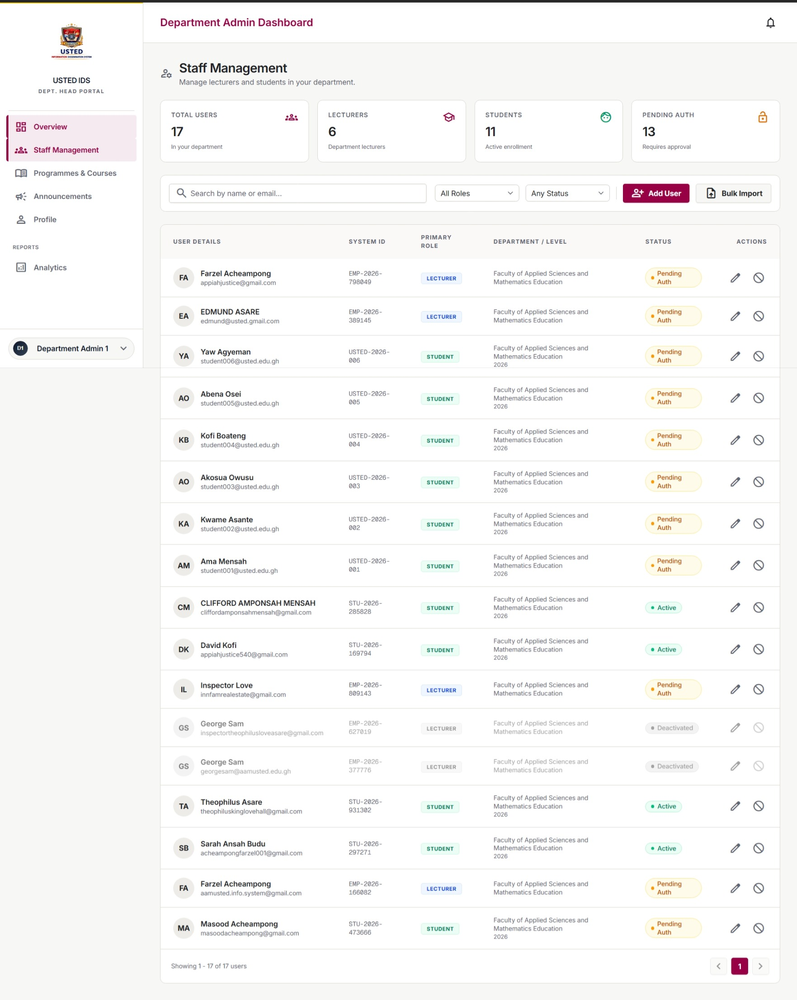 USTED
INFORMATION DISSEMINATION SYSTEM
USTED IDS
DEPT. HEAD PORTAL
Overview
Staff Management
Programmes & Courses
Announcements
Profile
REPORTS
Analytics
D1 Department Admin 1
Department Admin Dashboard
Staff Management
Manage lecturers and students in your department.
TOTAL USERS
17
In your department
LECTURERS
6
Department lecturers
STUDENTS
11
Active enrollment
PENDING AUTH
13
Requires approval
Search by name or email...
All Roles
Any Status
Add User
Bulk Import
USER DETAILS
SYSTEM ID
PRIMARY
ROLE
DEPARTMENT / LEVEL
STATUS
ACTIONS
FA
Farzel Acheampong
appiahjustice@gmail.com
EMP-2026-
798049
LECTURER
Faculty of Applied Sciences and
Mathematics Education
Pending
Auth
EA
EDMUND ASARE
edmund@usted.gmail.com
EMP-2026-
389145
LECTURER
Faculty of Applied Sciences and
Mathematics Education
Pending
Auth
YA
Yaw Agyeman
student006@usted.edu.gh
USTED-2026-
006
STUDENT
Faculty of Applied Sciences and
Mathematics Education
2026
Pending
Auth
AO
Abena Osei
student005@usted.edu.gh
USTED-2026-
005
STUDENT
Faculty of Applied Sciences and
Mathematics Education
2026
Pending
Auth
KB
Kofi Boateng
student004@usted.edu.gh
USTED-2026-
004
STUDENT
Faculty of Applied Sciences and
Mathematics Education
2026
Pending
Auth
AO
Akosua Owusu
student003@usted.edu.gh
USTED-2026-
003
STUDENT
Faculty of Applied Sciences and
Mathematics Education
2026
Pending
Auth
KA
Kwame Asante
student002@usted.edu.gh
USTED-2026-
002
STUDENT
Faculty of Applied Sciences and
Mathematics Education
2026
Pending
Auth
AM
Ama Mensah
student001@usted.edu.gh
USTED-2026-
001
STUDENT
Faculty of Applied Sciences and
Mathematics Education
2026
Pending
Auth
CM
CLIFFORD AMPONSAH MENSAH
cliffordamponsahmensah@gmail.com
STU-2026-
285828
STUDENT
Faculty of Applied Sciences and
Mathematics Education
2026
Active
DK
David Kofi
appiahjustice540@gmail.com
STU-2026-
169794
STUDENT
Faculty of Applied Sciences and
Mathematics Education
2026
Active
IL
Inspector Love
innfamrealestate@gmail.com
EMP-2026-
809143
LECTURER
Faculty of Applied Sciences and
Mathematics Education
Pending
Auth
GS
George Sam
inspectortheophilusloveasare@gmail.com
EMP-2026-
627019
LECTURER
Faculty of Applied Sciences and
Mathematics Education
Deactivated
GS
George Sam
georgesam@aamusted.edu.gh
EMP-2026-
377776
LECTURER
Faculty of Applied Sciences and
Mathematics Education
Deactivated
TA
Theophilus Asare
theophiluskinglovehall@gmail.com
STU-2026-
931302
STUDENT
Faculty of Applied Sciences and
Mathematics Education
2026
Active
SB
Sarah Ansah Budu
acheampongfarzel001@gmail.com
STU-2026-
297271
STUDENT
Faculty of Applied Sciences and
Mathematics Education
2026
Active
FA
Farzel Acheampong
aamusted.info.system@gmail.com
EMP-2026-
166082
LECTURER
Faculty of Applied Sciences and
Mathematics Education
Pending
Auth
MA
Masood Acheampong
masoodacheampong@gmail.com
STU-2026-
473666
STUDENT
Faculty of Applied Sciences and
Mathematics Education
2026
Pending
Auth
Showing 1 - 17 of 17 users
1